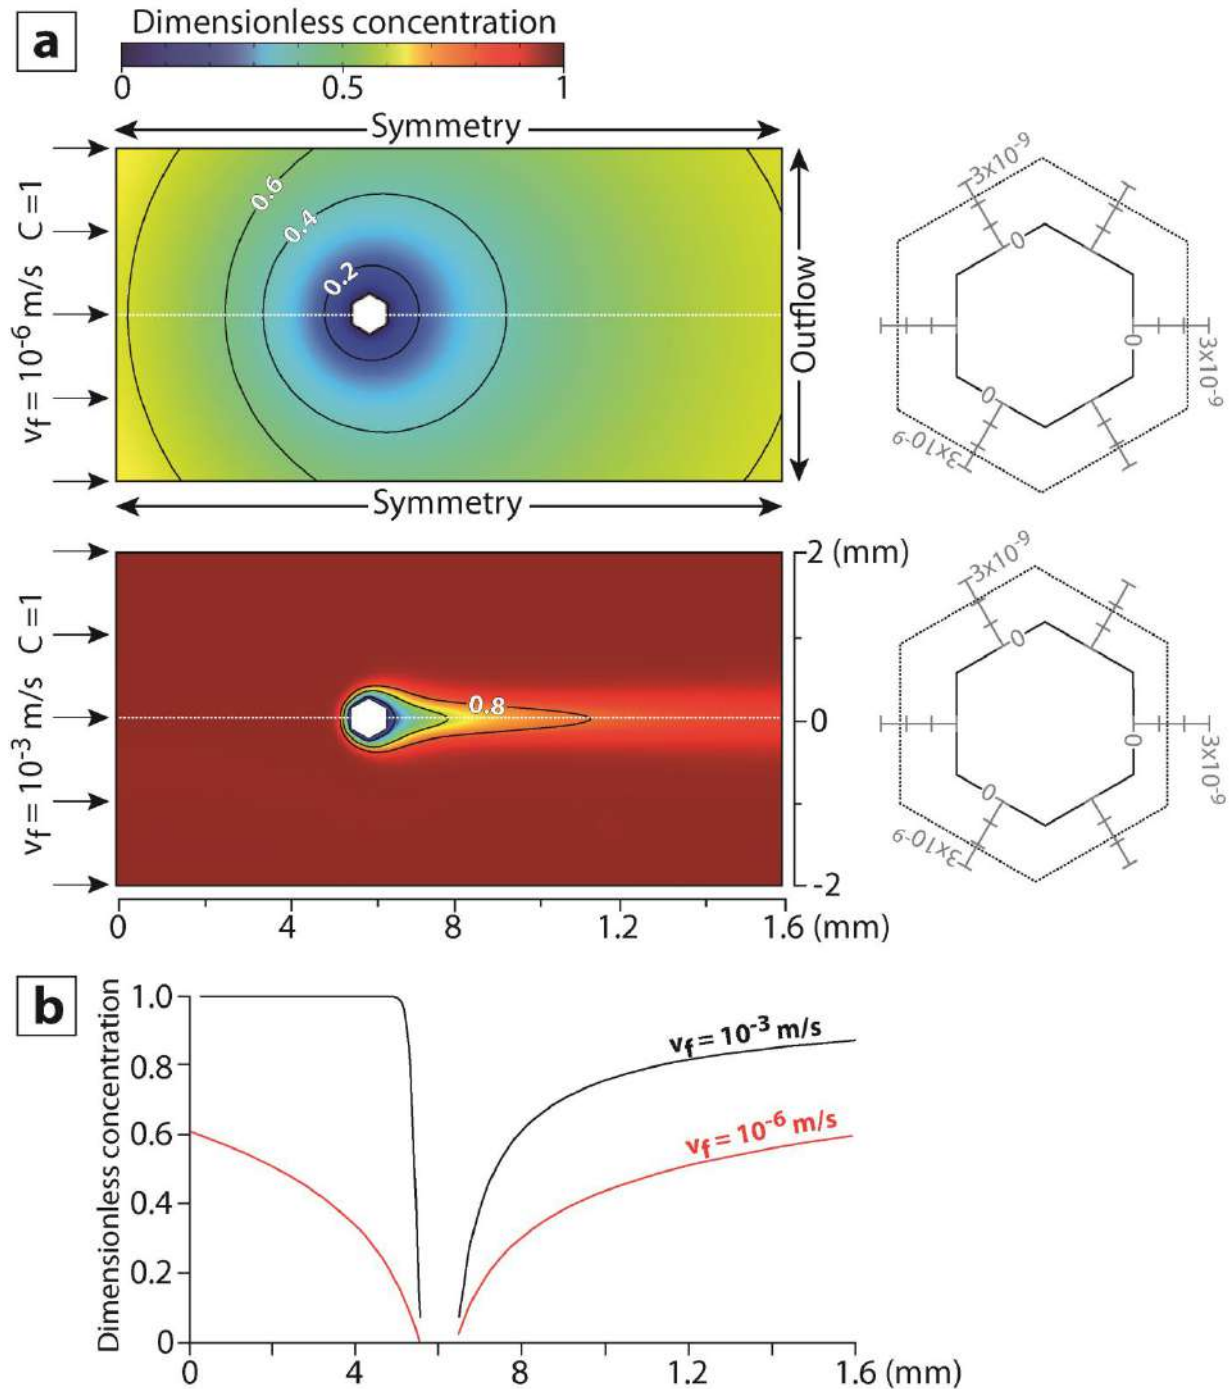 a
Dimensionless concentration
0 0.5 1
Symmetry
vf = 10-6 m/s C = 1
0.6
0.4
0.2
Outflow
Symmetry
3x10-9
0
0
3x10-9
0
3x10-9
vf = 10-3 m/s C = 1
0.8
2 (mm)
0
-2
0 4 8 1.2 1.6 (mm)
3x10-9
0
0
3x10-9
0
3x10-9
b
Dimensionless concentration
1.0
0.8
0.6
0.4
0.2
0
vf = 10-3 m/s
vf = 10-6 m/s
0 4 8 1.2 1.6 (mm)